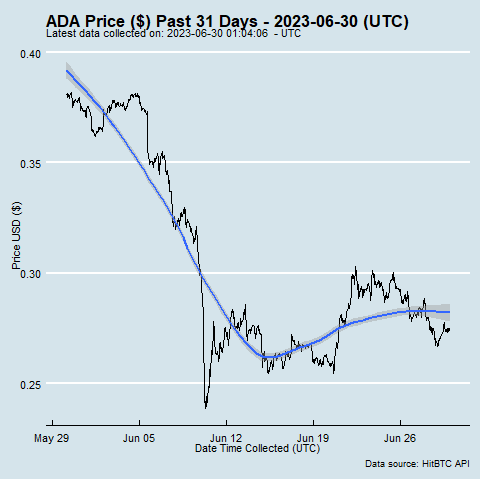 ADA Price ($) Past 31 Days - 2023-06-30 (UTC)
Latest data collected on: 2023-06-30 01:04:06 - UTC
0.40
0.35
0.30
0.25
Price USD ($)
May 29
Jun 05
Jun 12
Jun 19
Jun 26
Date Time Collected (UTC)
Data source: HitBTC API